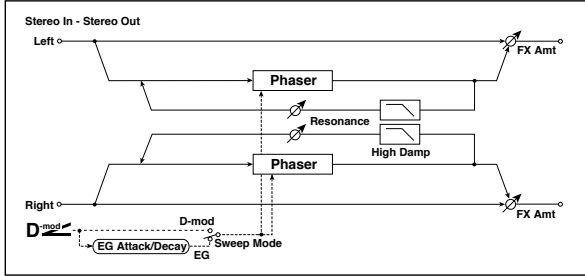 Stereo In - Stereo Out
Left
FX Amt
Phaser
Resonance
High Damp
Phaser
Right
FX Amt
D-mod
D-mod
EG Attack/Decay
EG
Sweep Mode